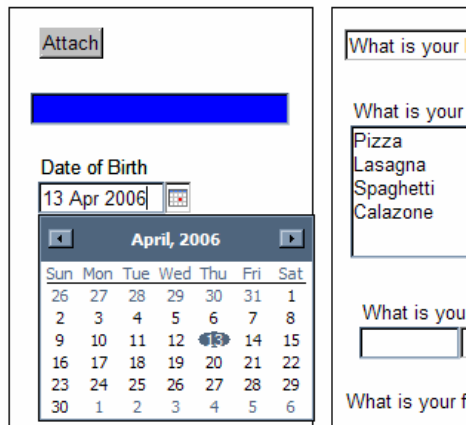 Attach
Date of Birth
13 Apr 2006
April, 2006
Sun Mon Tue Wed Thu Fri Sat
26 27 28 29 30 31 1
2 3 4 5 6 7 8
9 10 11 12 13 14 15
16 17 18 19 20 21 22
23 24 25 26 27 28 29
30 1 2 3 4 5 6
What is your
What is your
Pizza
Lasagna
Spaghetti
Calazone
What is you
What is your f